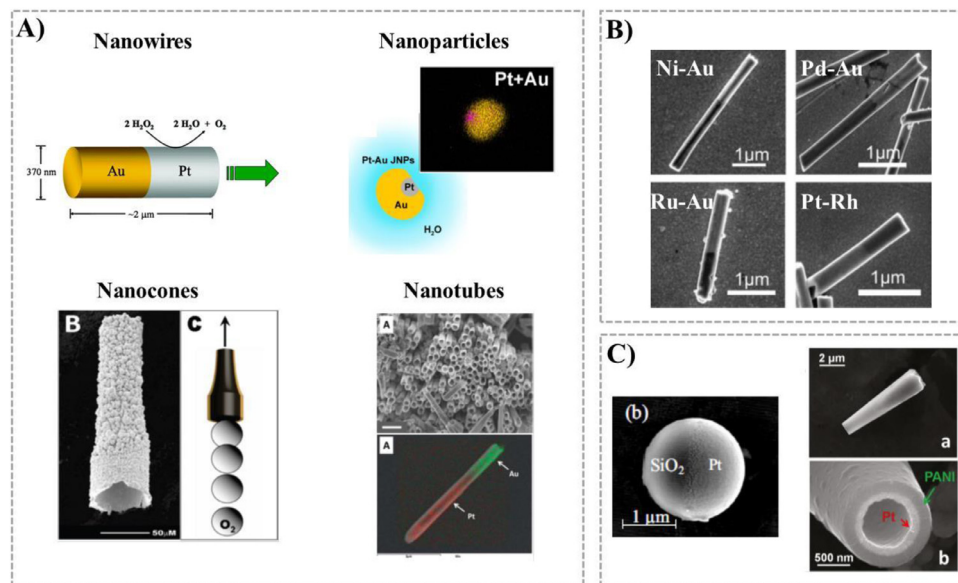 A)
Nanowires
2 H₂O₂
2 H₂O + O₂
370 nm
Au
Pt
~2 μm
Nanoparticles
Pt+Au
Pt-Au JNPs
Pt
Au
H₂O
Nanocones
B
50μM
C
O₂
Nanotubes
A
A
Au
Pt
B)
Ni-Au
1μm
Pd-Au
1μm
Ru-Au
1μm
Pt-Rh
1μm
C)
(b)
SiO₂
Pt
1 μm
2 μm
a
PANI
Pt
500 nm
b